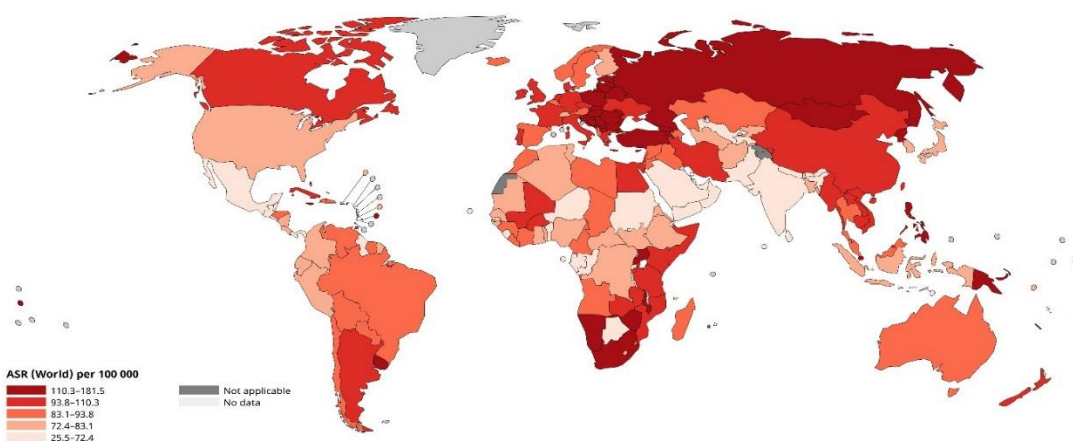 ASR (World) per 100 000
110.3–181.5
93.8–110.3
83.1–93.8
72.4–83.1
25.5–72.4
Not applicable
No data